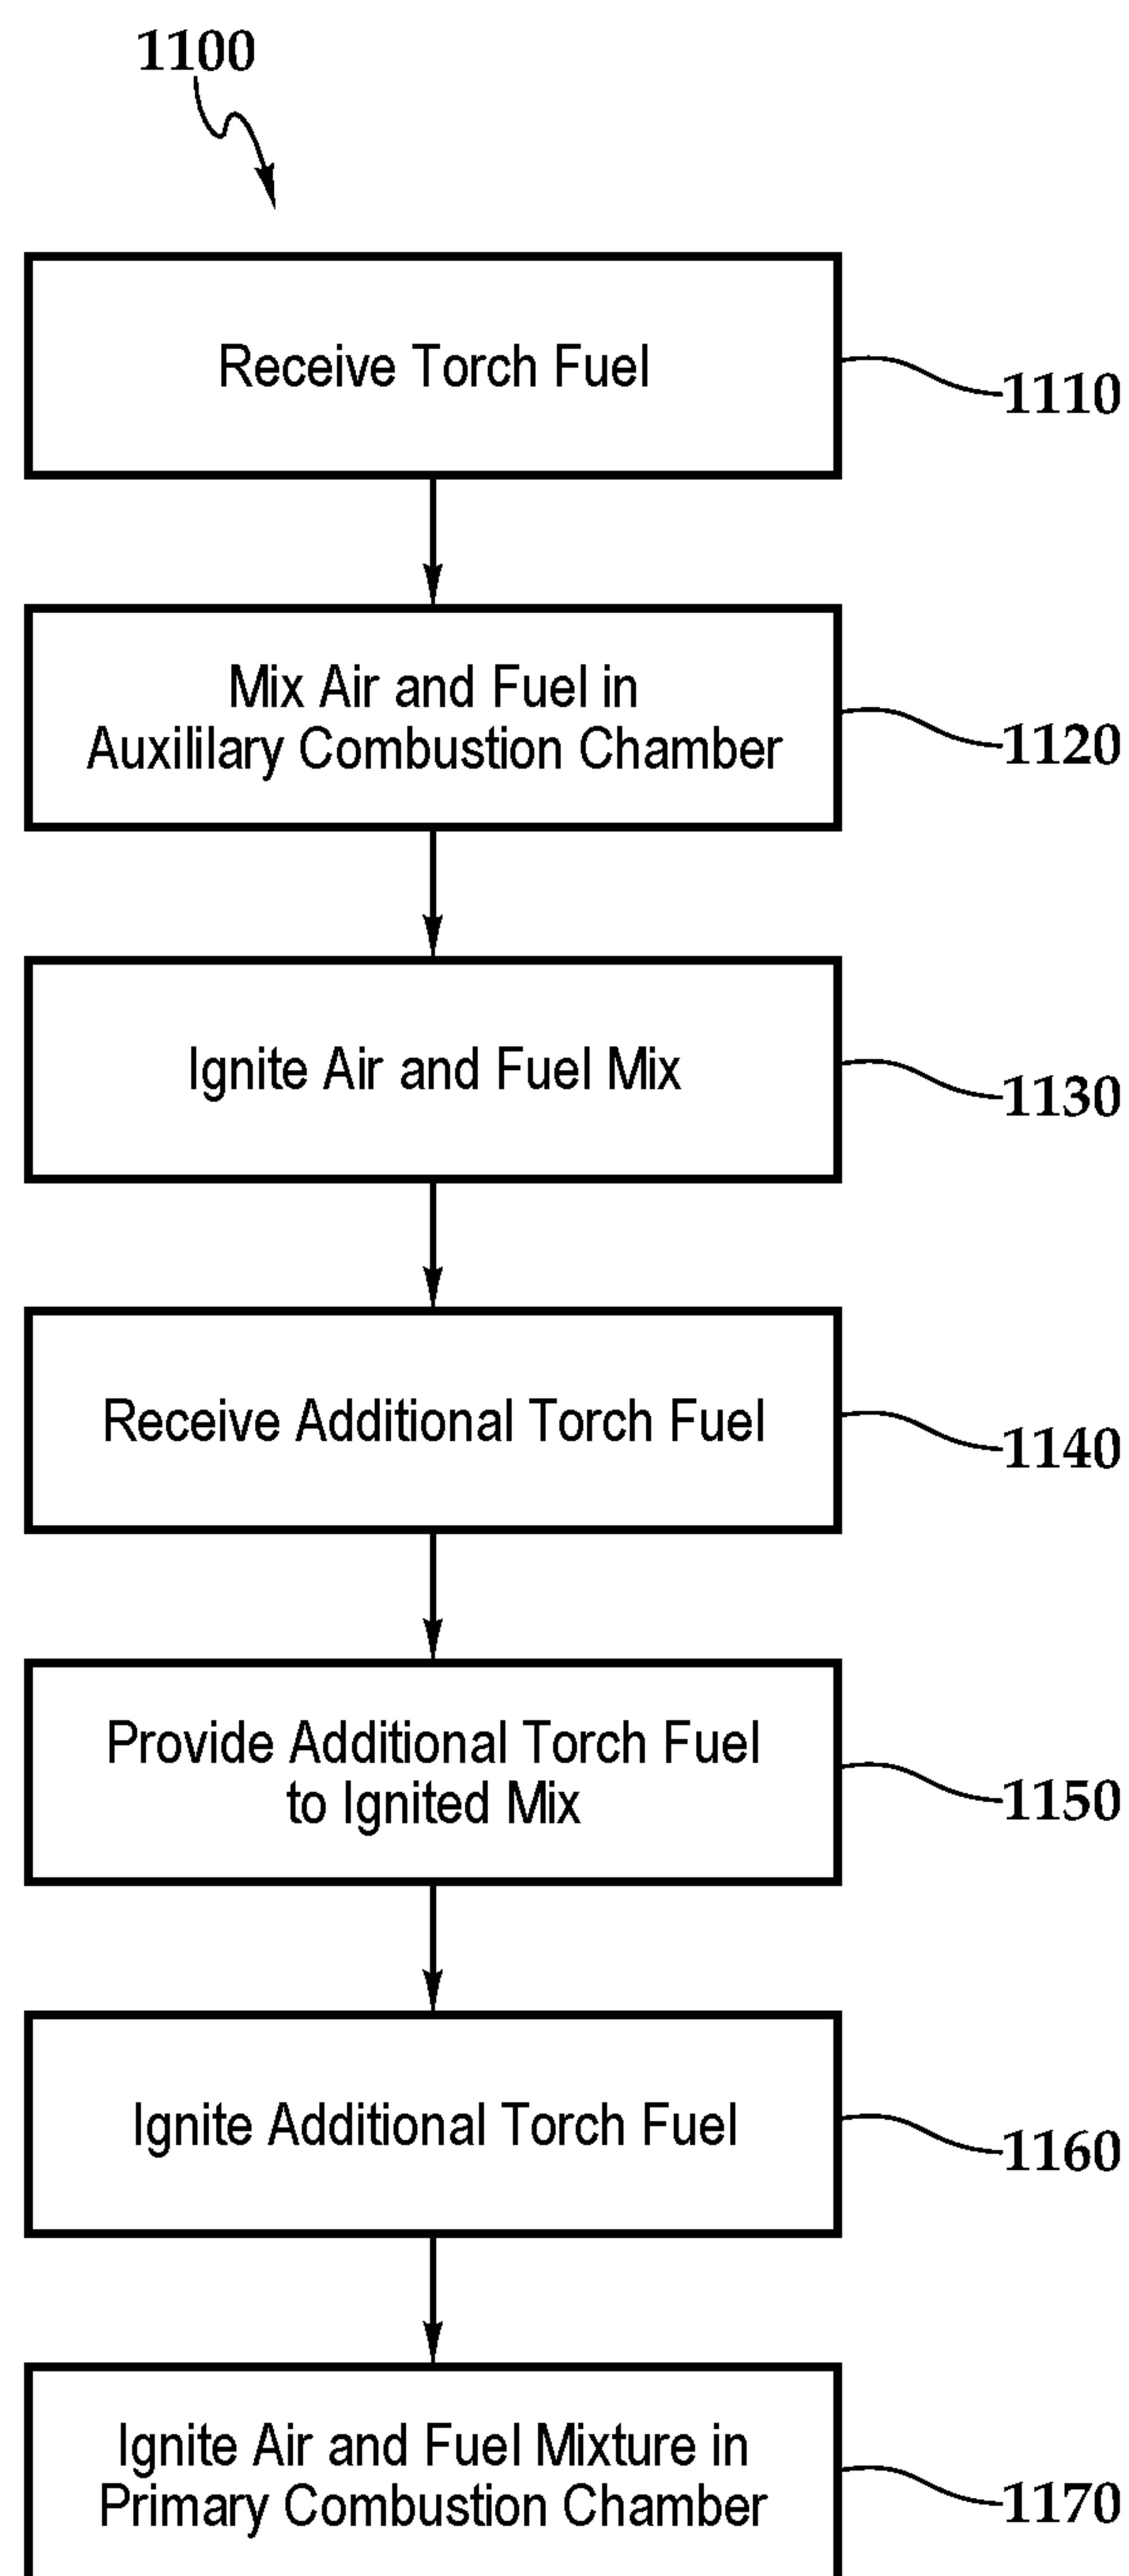 1100
Receive Torch Fuel
1110
Mix Air and Fuel in
Auxililary Combustion Chamber
1120
Ignite Air and Fuel Mix
1130
Receive Additional Torch Fuel
1140
Provide Additional Torch Fuel
to Ignited Mix
1150
Ignite Additional Torch Fuel
1160
Ignite Air and Fuel Mixture in
Primary Combustion Chamber
1170